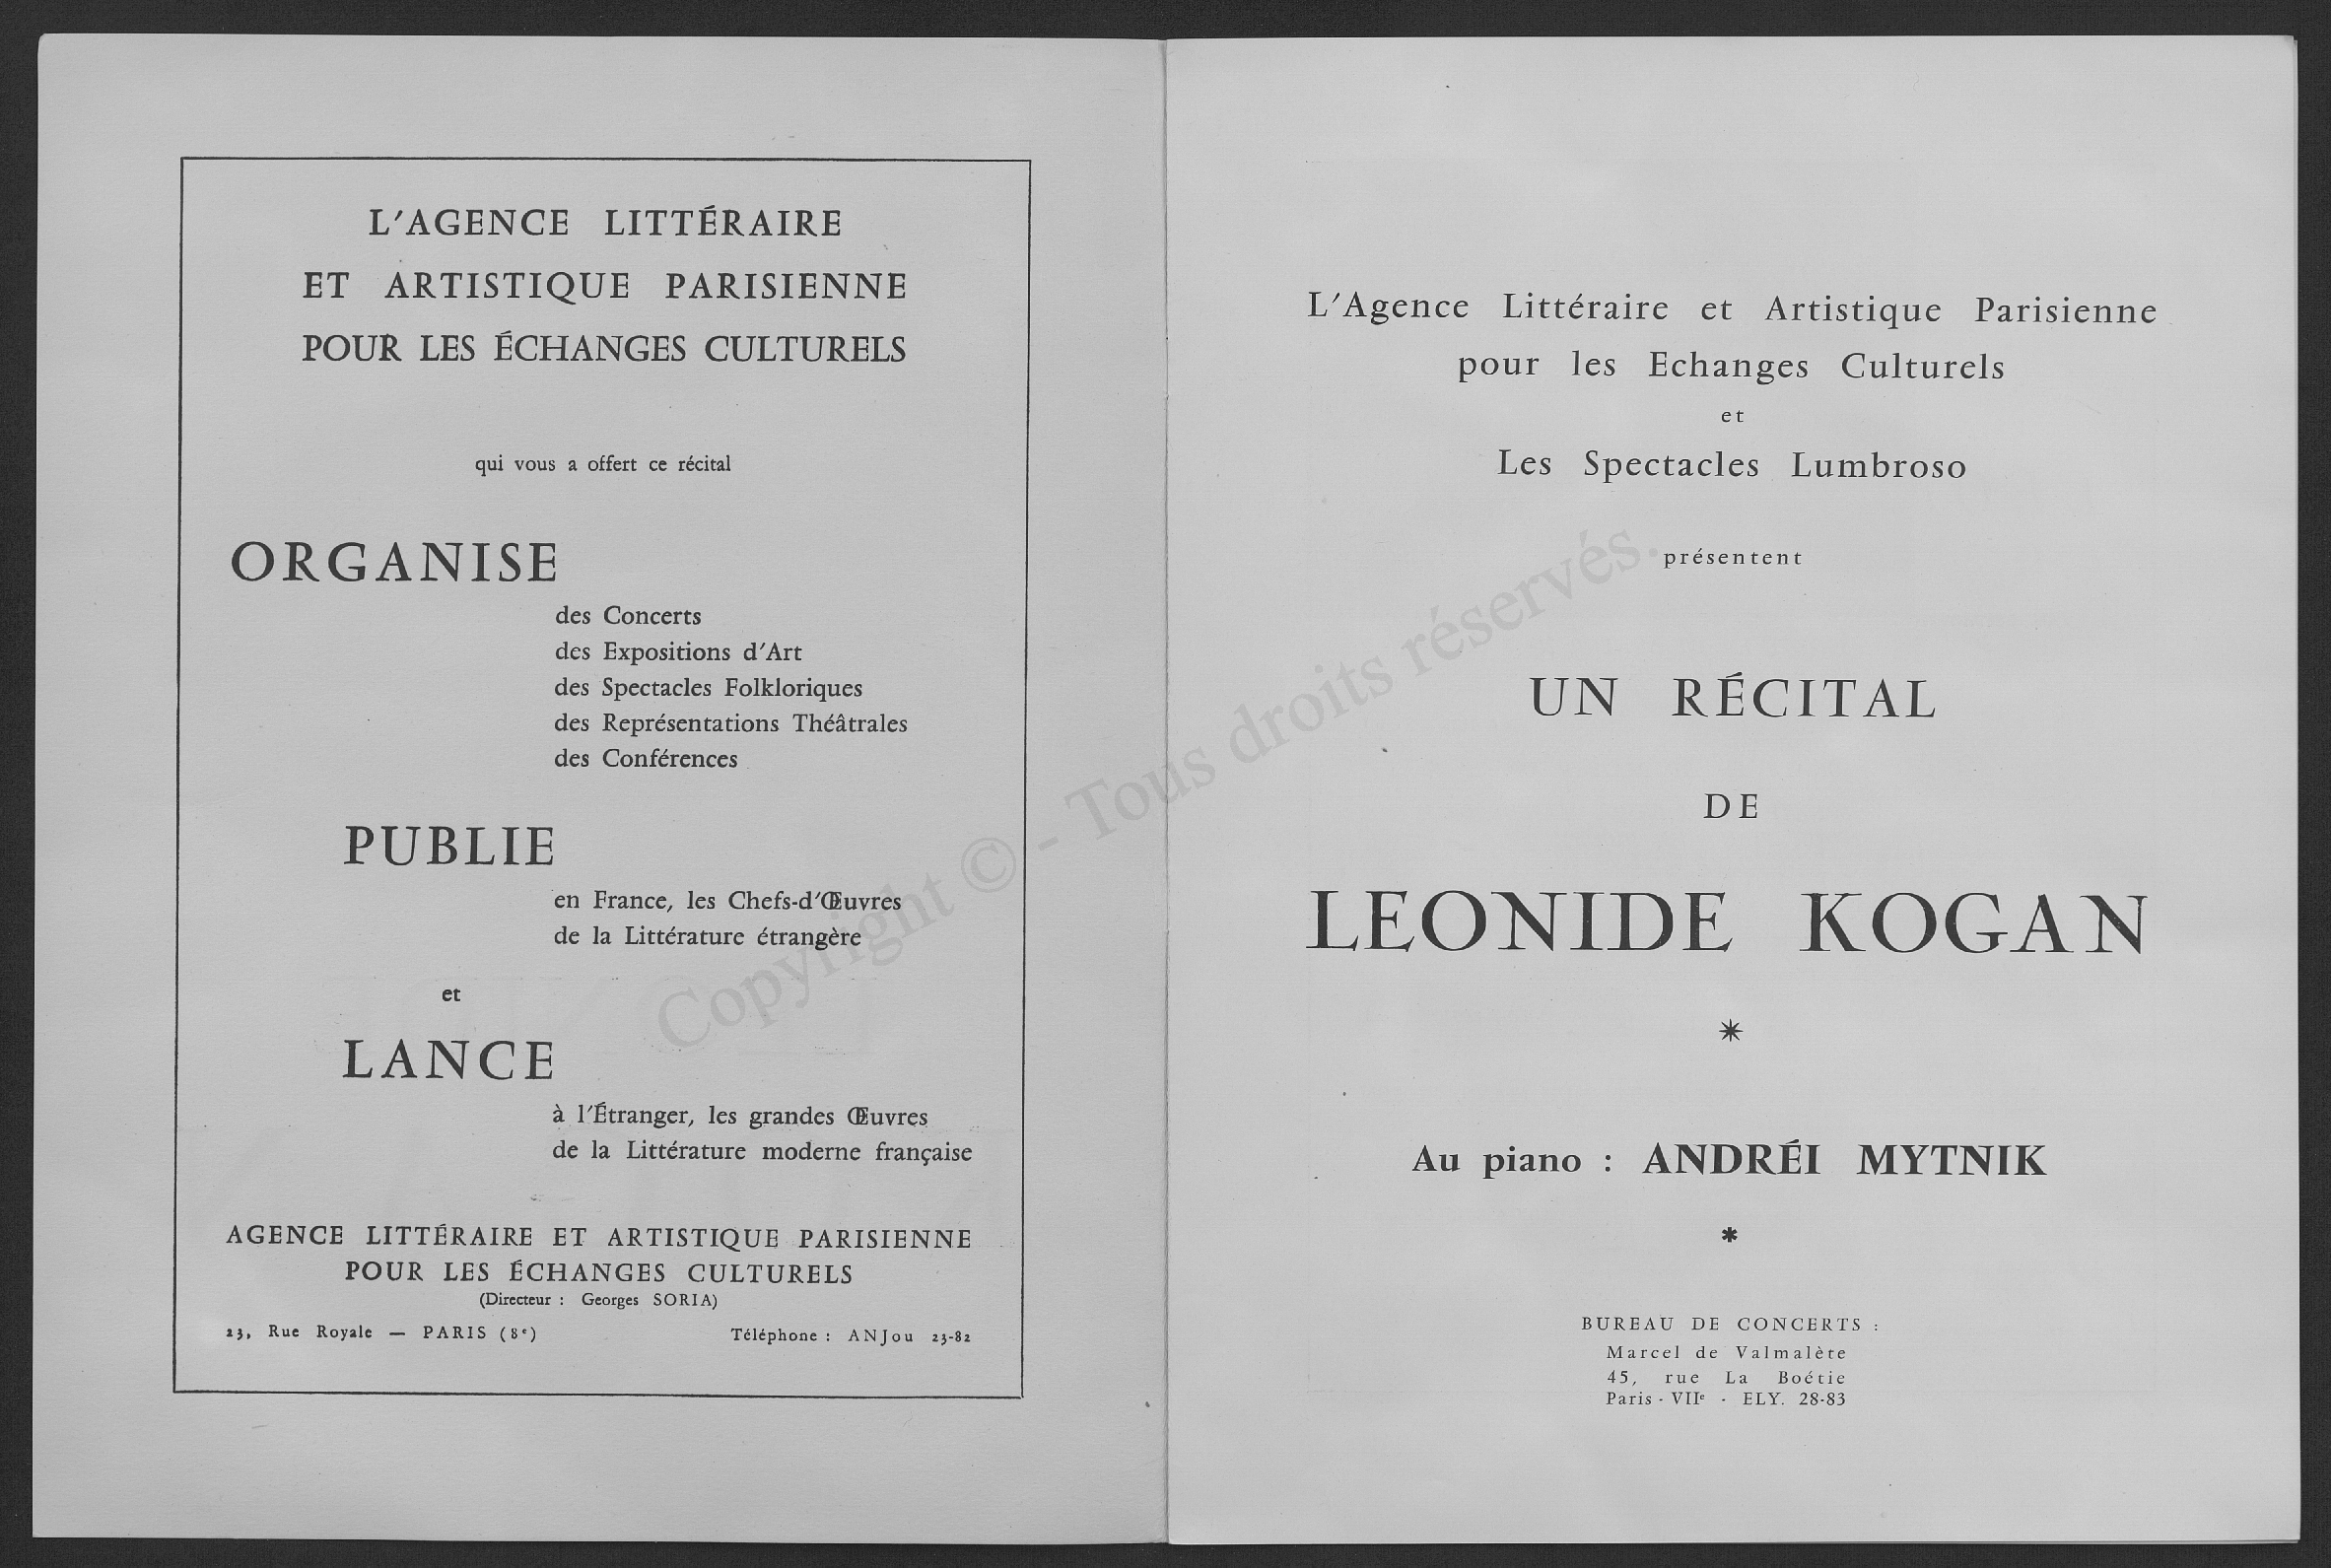 L'AGENCE LITTÉRAIRE
ET ARTISTIQUE PARISIENNE
POUR LES ÉCHANGES CULTURELS
qui vous a offert ce récital
ORGANISE
des Concerts
des Expositions d'Art
des Spectacles Folkloriques
des Représentations Théâtrales
des Conférences
PUBLIE
en France, les Chefs-d'Œuvres
de la Littérature étrangère
et
LANCE
à l'Étranger, les grandes Œuvres
de la Littérature moderne française
AGENCE LITTÉRAIRE ET ARTISTIQUE PARISIENNE
POUR LES ÉCHANGES CULTURELS
(Directeur : Georges SORIA)
23, Rue Royale — PARIS (8e) Téléphone : ANJou 23-82
L'Agence Littéraire et Artistique Parisienne
pour les Echanges Culturels
et
Les Spectacles Lumbroso
présentent
UN RÉCITAL
DE
LEONIDE KOGAN
*
Au piano : ANDRÉI MYTNIK
*
BUREAU DE CONCERTS :
Marcel de Valmalète
45, rue La Boétie
Paris - VIIe - ELY. 28-83
Copyright © - Tous droits réservés.